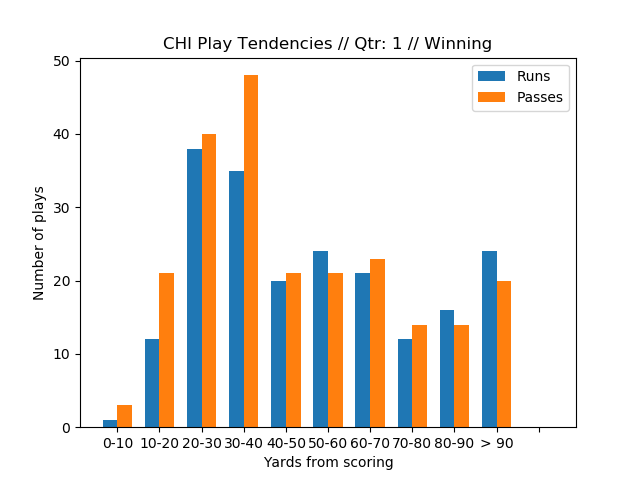 CHI Play Tendencies // Qtr: 1 // Winning
Runs
Passes
Number of plays
50
40
30
20
10
0
0-10 10-20 20-30 30-40 40-50 50-60 60-70 70-80 80-90 > 90
Yards from scoring